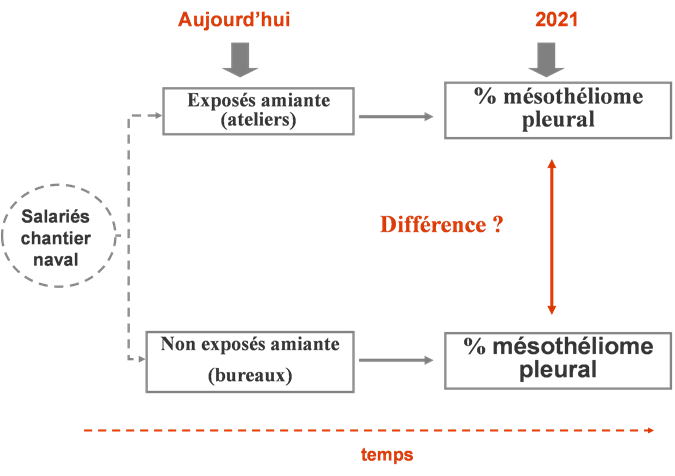 Aujourd’hui
2021
Exposés amiante
(ateliers)
% mésothéliome
pleural
Salariés
chantier
naval
Différence ?
Non exposés amiante
(bureaux)
% mésothéliome
pleural
temps